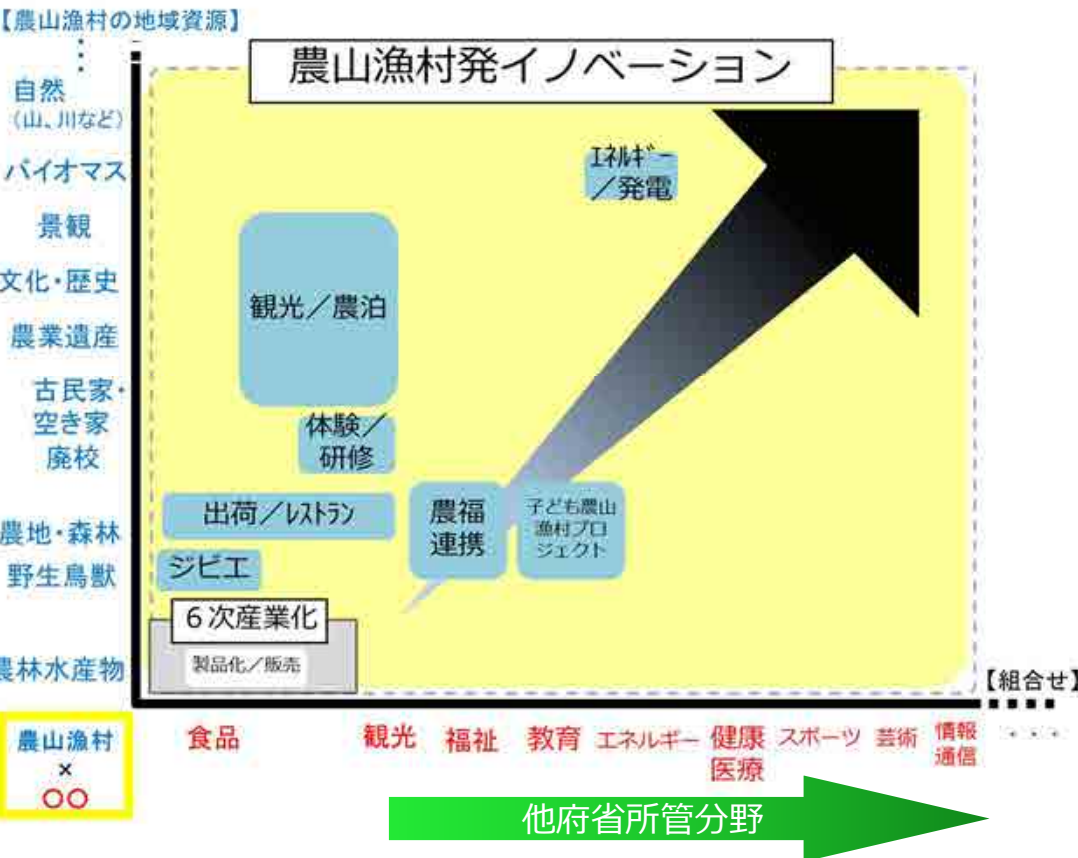 【農山漁村の地域資源】
農山漁村発イノベーション
自然
(山、川など)
バイオマス
景観
文化・歴史
農業遺産
古民家・
空き家
廃校
農地・森林
野生鳥獣
農林水産物
エネルギー
／発電
観光／農泊
体験／
研修
出荷／レストラン
農福
連携
子ども農山
漁村プロ
ジェクト
ジビエ
６次産業化
製品化／販売
【組合せ】
農山漁村
×
〇〇
食品
観光
福祉
教育
エネルギー
健康
医療
スポーツ
芸術
情報
通信
・・・
他府省所管分野